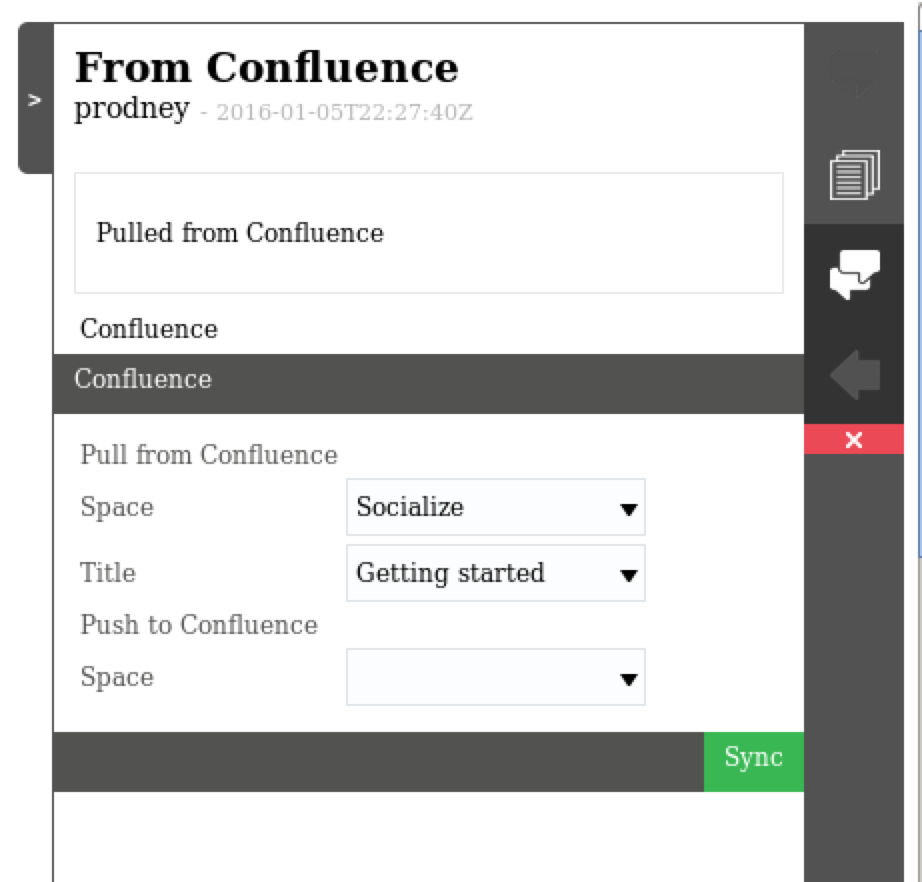 From Confluence
>
prodney - 2016-01-05T22:27:40Z
Pulled from Confluence
Confluence
Confluence
Pull from Confluence
Space Socialize
Title Getting started
Push to Confluence
Space
Sync